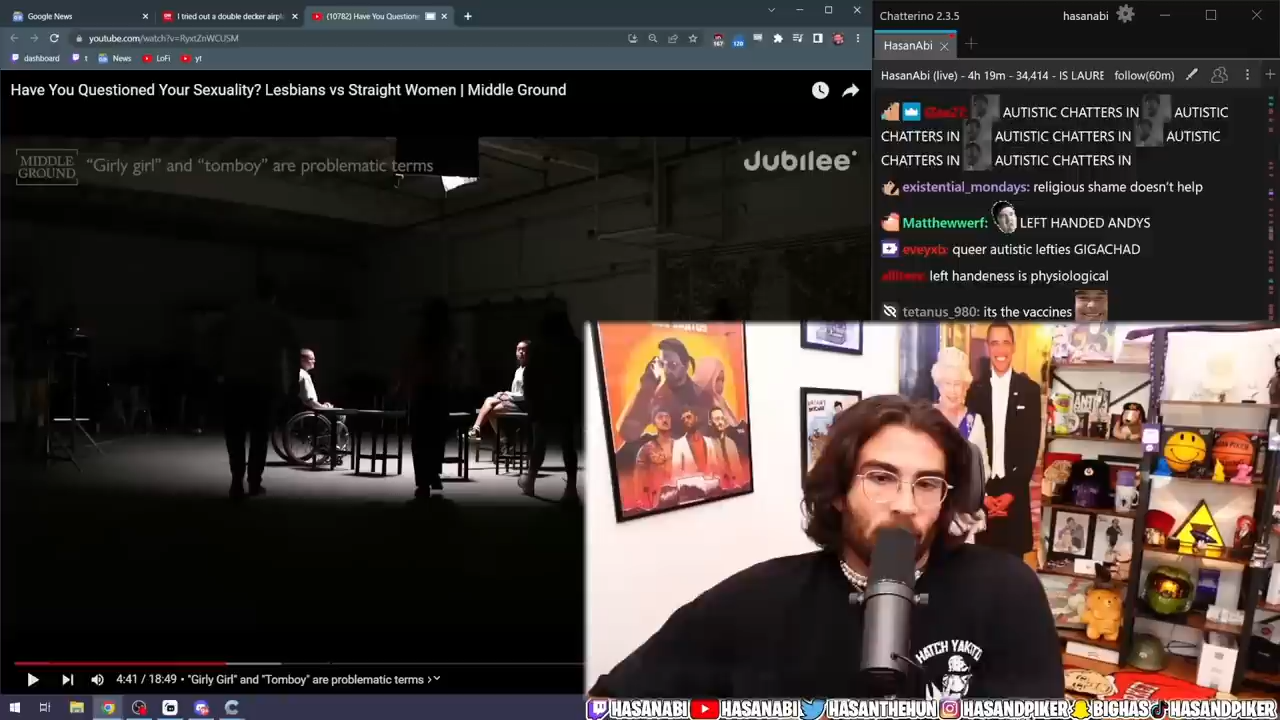 Google News
I tried out a double decker airpl
(10782) Have You Question
youtube.com/watch?v=RyxtZnWCUSM
dashboard
t
News
LoFi
yt
Have You Questioned Your Sexuality? Lesbians vs Straight Women | Middle Ground
MIDDLE
GROUND
“Girly girl” and “tomboy” are problematic terms
Jubilee
4:41 / 18:49 • "Girly Girl" and "Tomboy" are problematic terms
Chatterino 2.3.5
hasanabi
HasanAbi
HasanAbi (live) - 4h 19m - 34,414 - IS LAURE
follow(60m)
AUTISTIC CHATTERS IN AUTISTIC
CHATTERS IN AUTISTIC CHATTERS IN AUTISTIC
CHATTERS IN AUTISTIC CHATTERS IN
existential_mondays: religious shame doesn't help
Matthewwerf: LEFT HANDED ANDYS
eveyxb: queer autistic lefties GIGACHAD
left handeness is physiological
tetanus_980: its the vaccines
HATCH YAKITO
HASANABI
HASANABI
HASANTHEHUN
HASANDPIKER
BIGHAS
HASANDPIKER